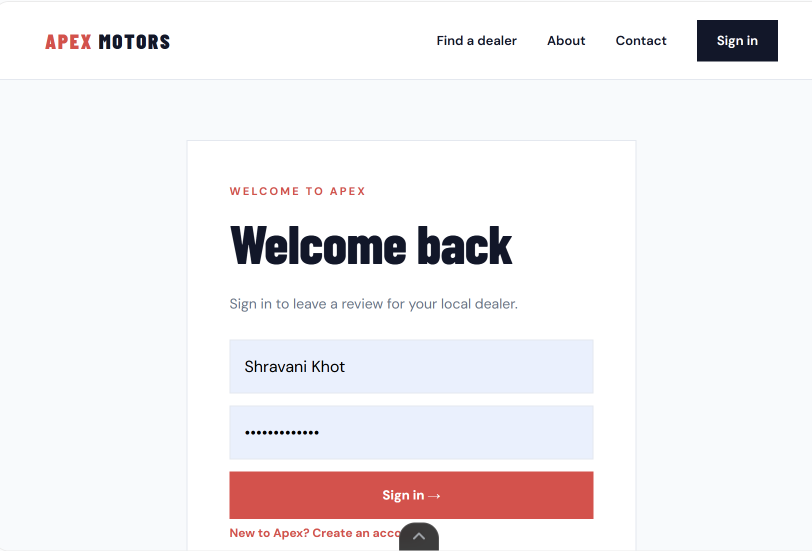 APEX MOTORS
Find a dealer
About
Contact
Sign in
WELCOME TO APEX
Welcome back
Sign in to leave a review for your local dealer.
Shravani Khot
•••••••••••••
Sign in →
New to Apex? Create an